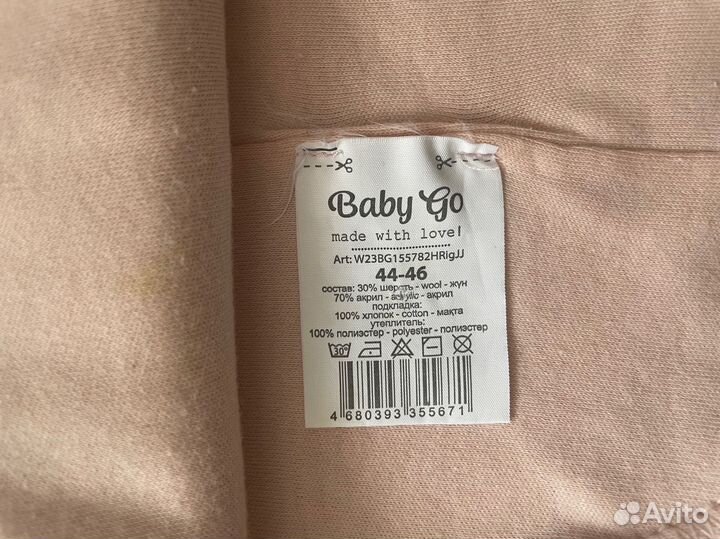 Baby Go
made with love!
Art: W23BG155782HRigJJ
44-46
состав: 30% шерсть - wool - жүн
70% акрил - acrylic - акрил
подкладка:
100% хлопок - cotton - мақта
утеплитель:
100% полиэстер - polyester - полиэстер
30°
4 680393 355671
Avito